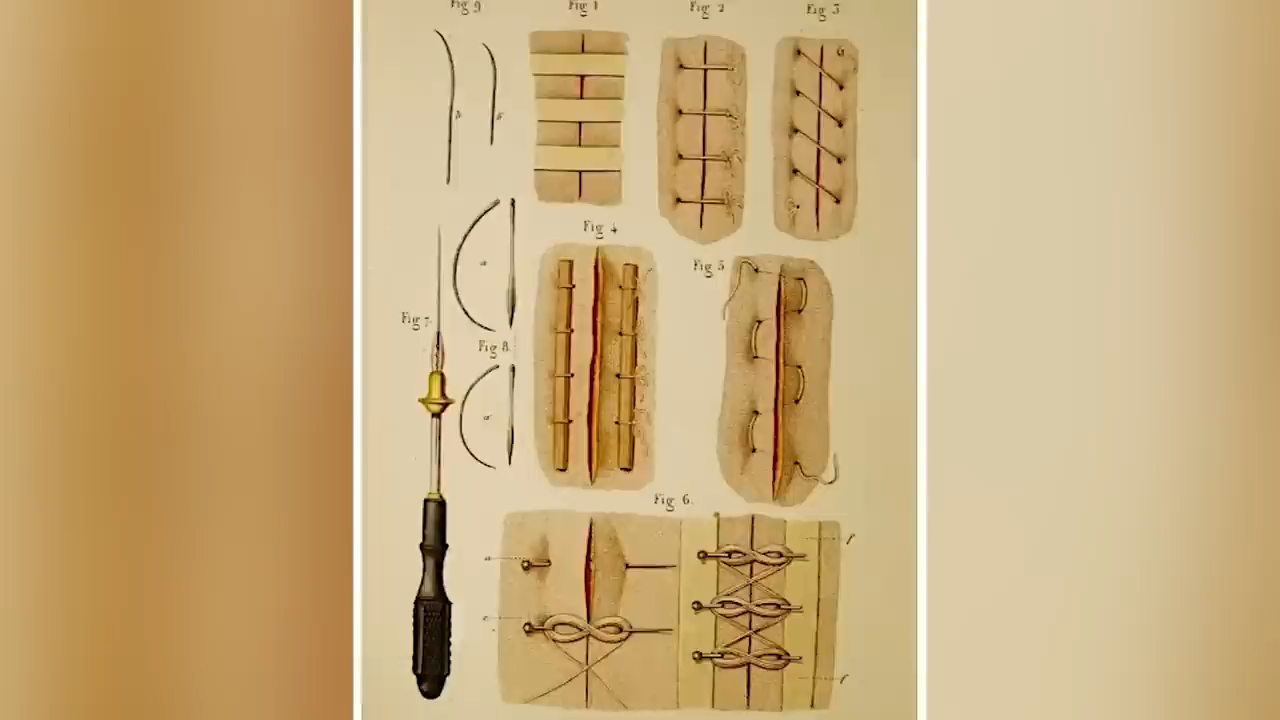 Fig 9
Fig 1
Fig 2
Fig 3
Fig 4
Fig 5
Fig 7
Fig 8.
Fig 6.
a
a
f
f